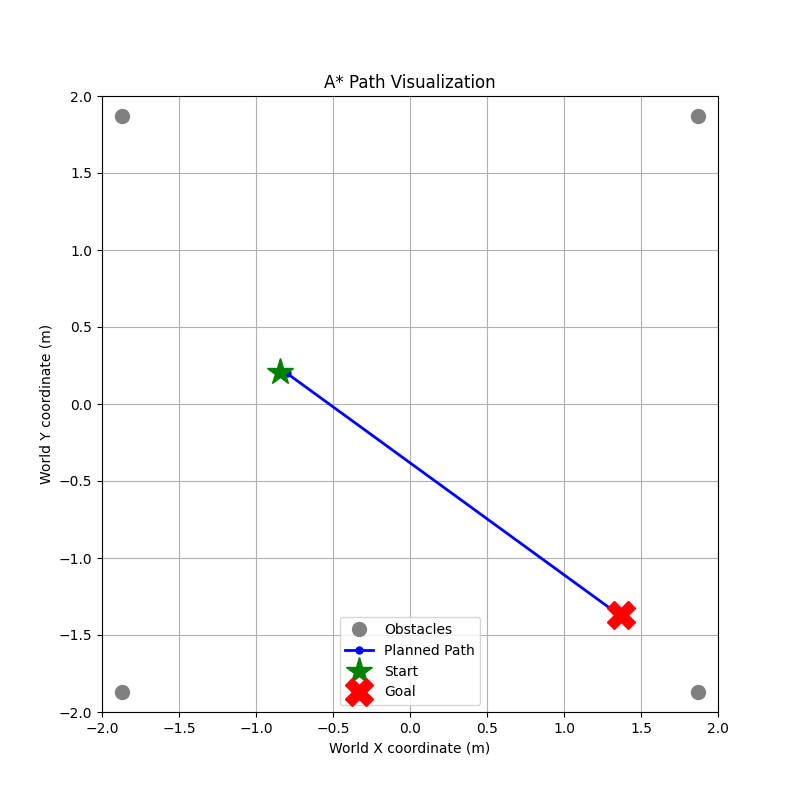 A* Path Visualization
World Y coordinate (m)
2.0
1.5
1.0
0.5
0.0
−0.5
−1.0
−1.5
−2.0
Obstacles
Planned Path
Start
Goal
−2.0 −1.5 −1.0 −0.5 0.0 0.5 1.0 1.5 2.0
World X coordinate (m)